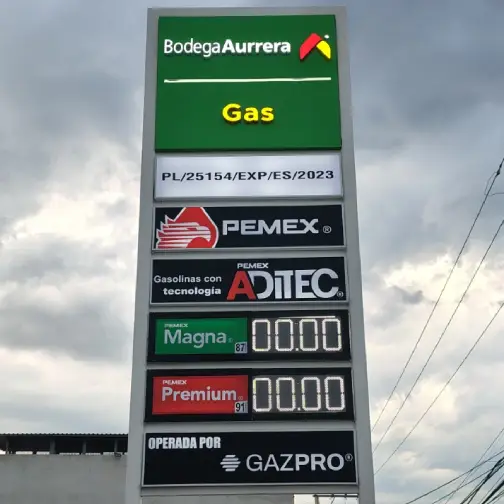 BodegaAurrera
Gas
PL/25154/EXP/ES/2023
PEMEX®
Gasolinas con
tecnología
PEMEX
ADITEC®
PEMEX
Magna® 87 00.00
PEMEX
Premium® 91 00.00
OPERADA POR
GAZPRO®